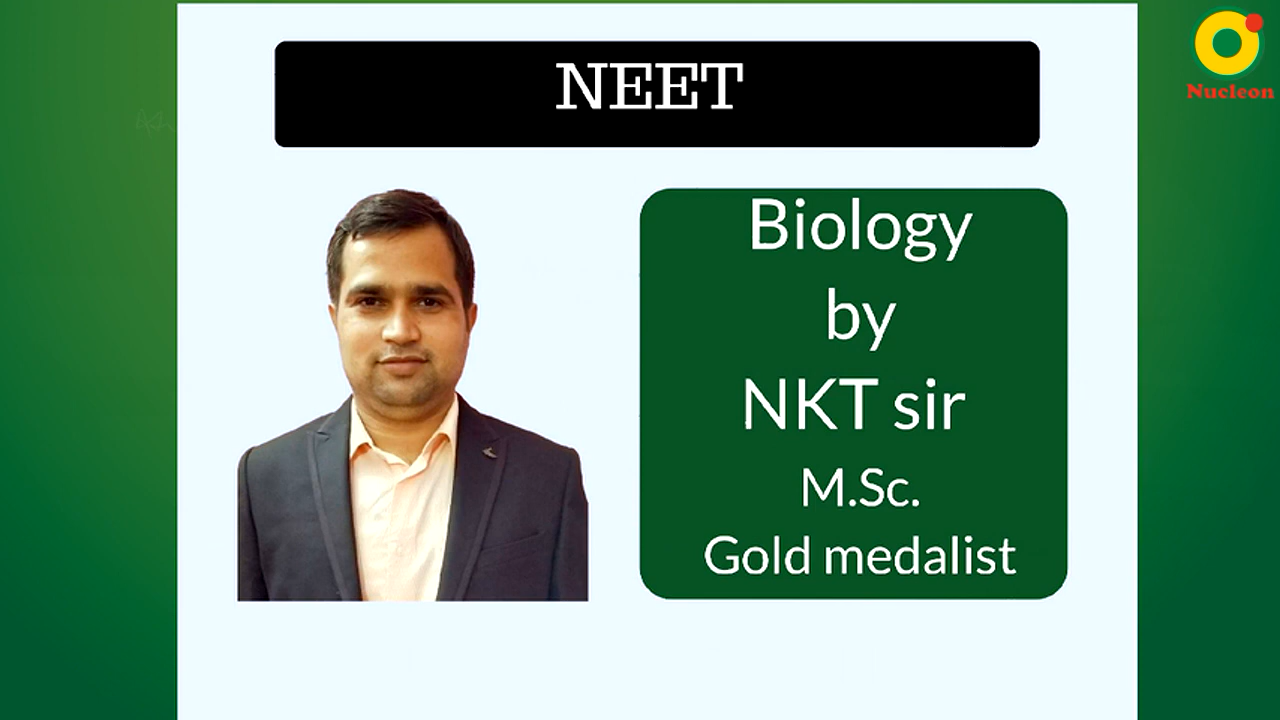 NEET
Nucleon
Biology
by
NKT sir
M.Sc.
Gold medalist